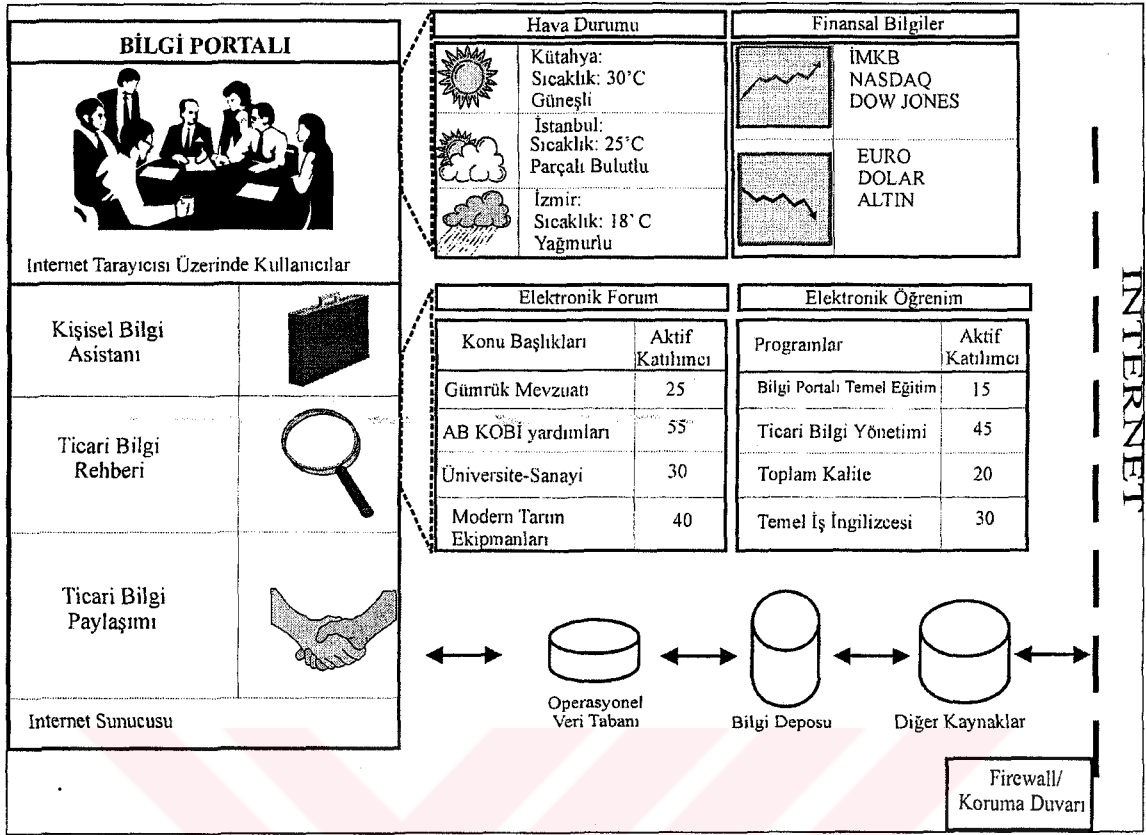 BİLGİ PORTALI
Internet Tarayıcısı Üzerinde Kullanıcılar
Kişisel Bilgi
Asistanı
Ticari Bilgi
Rehberi
Ticari Bilgi
Paylaşımı
Internet Sunucusu
Hava Durumu
Kütahya:
Sıcaklık: 30°C
Güneşli
İstanbul:
Sıcaklık: 25°C
Parçalı Bulutlu
İzmir:
Sıcaklık: 18°C
Yağmurlu
Finansal Bilgiler
İMKB
NASDAQ
DOW JONES
EURO
DOLAR
ALTIN
Elektronik Forum
Konu Başlıkları
Aktif
Katılımcı
Gümrük Mevzuatı 25
AB KOBİ yardımları 55
Üniversite-Sanayi 30
Modern Tarım
Ekipmanları 40
Elektronik Öğrenim
Programlar
Aktif
Katılımcı
Bilgi Portalı Temel Eğitim 15
Ticari Bilgi Yönetimi 45
Toplam Kalite 20
Temel İş İngilizcesi 30
Operasyonel
Veri Tabanı
Bilgi Deposu
Diğer Kaynaklar
INTERNET
Firewall/
Koruma Duvarı